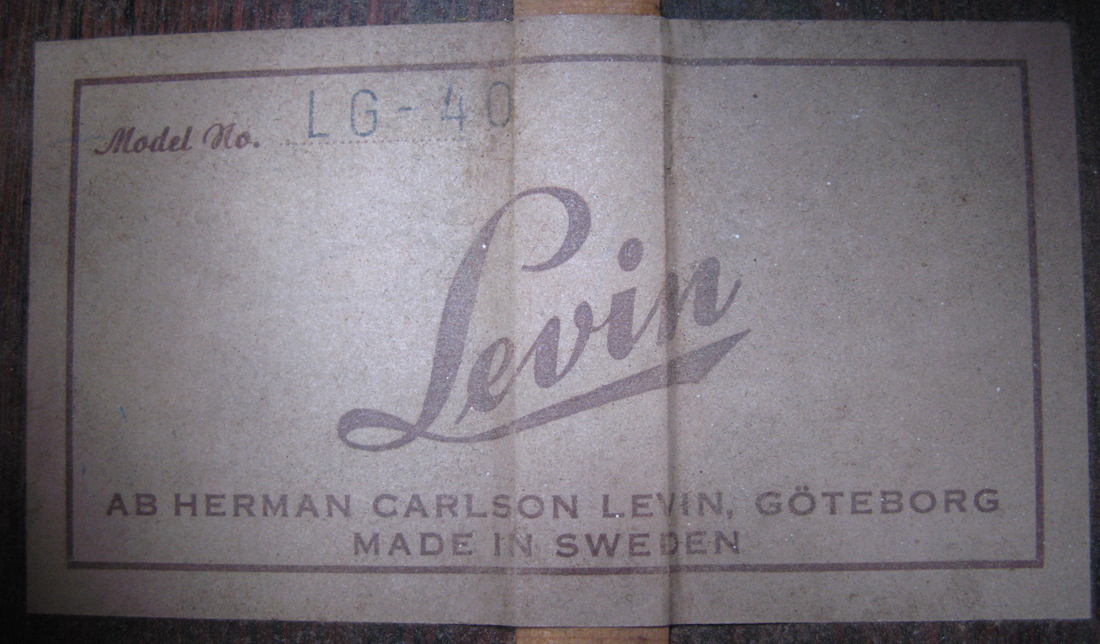 Model No. LG-40
Levin
AB HERMAN CARLSON LEVIN, GÖTEBORG
MADE IN SWEDEN